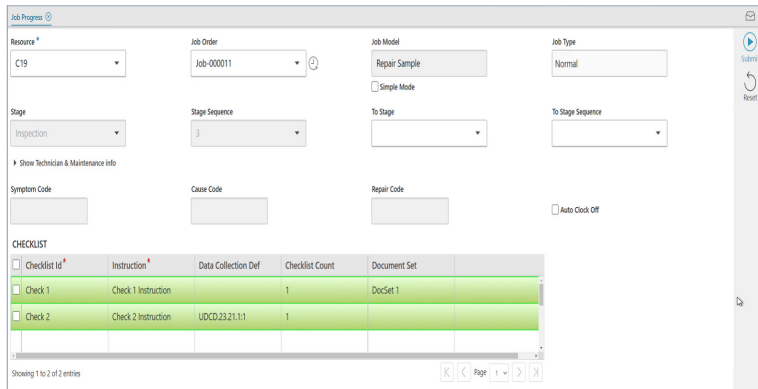 Job Progress
Resource * Job Order Job Model Job Type
C19 Job-000011 Repair Sample Normal
Submit
Simple Mode
Reset
Stage Stage Sequence To Stage To Stage Sequence
Inspection 3
Show Technician & Maintenance info
Symptom Code Cause Code Repair Code
Auto Clock Off
CHECKLIST
Checklist Id * Instruction * Data Collection Def Checklist Count Document Set
Check 1 Check 1 Instruction 1 DocSet 1
Check 2 Check 2 Instruction UDCD.23.21.1:1 1
Showing 1 to 2 of 2 entries Page 1